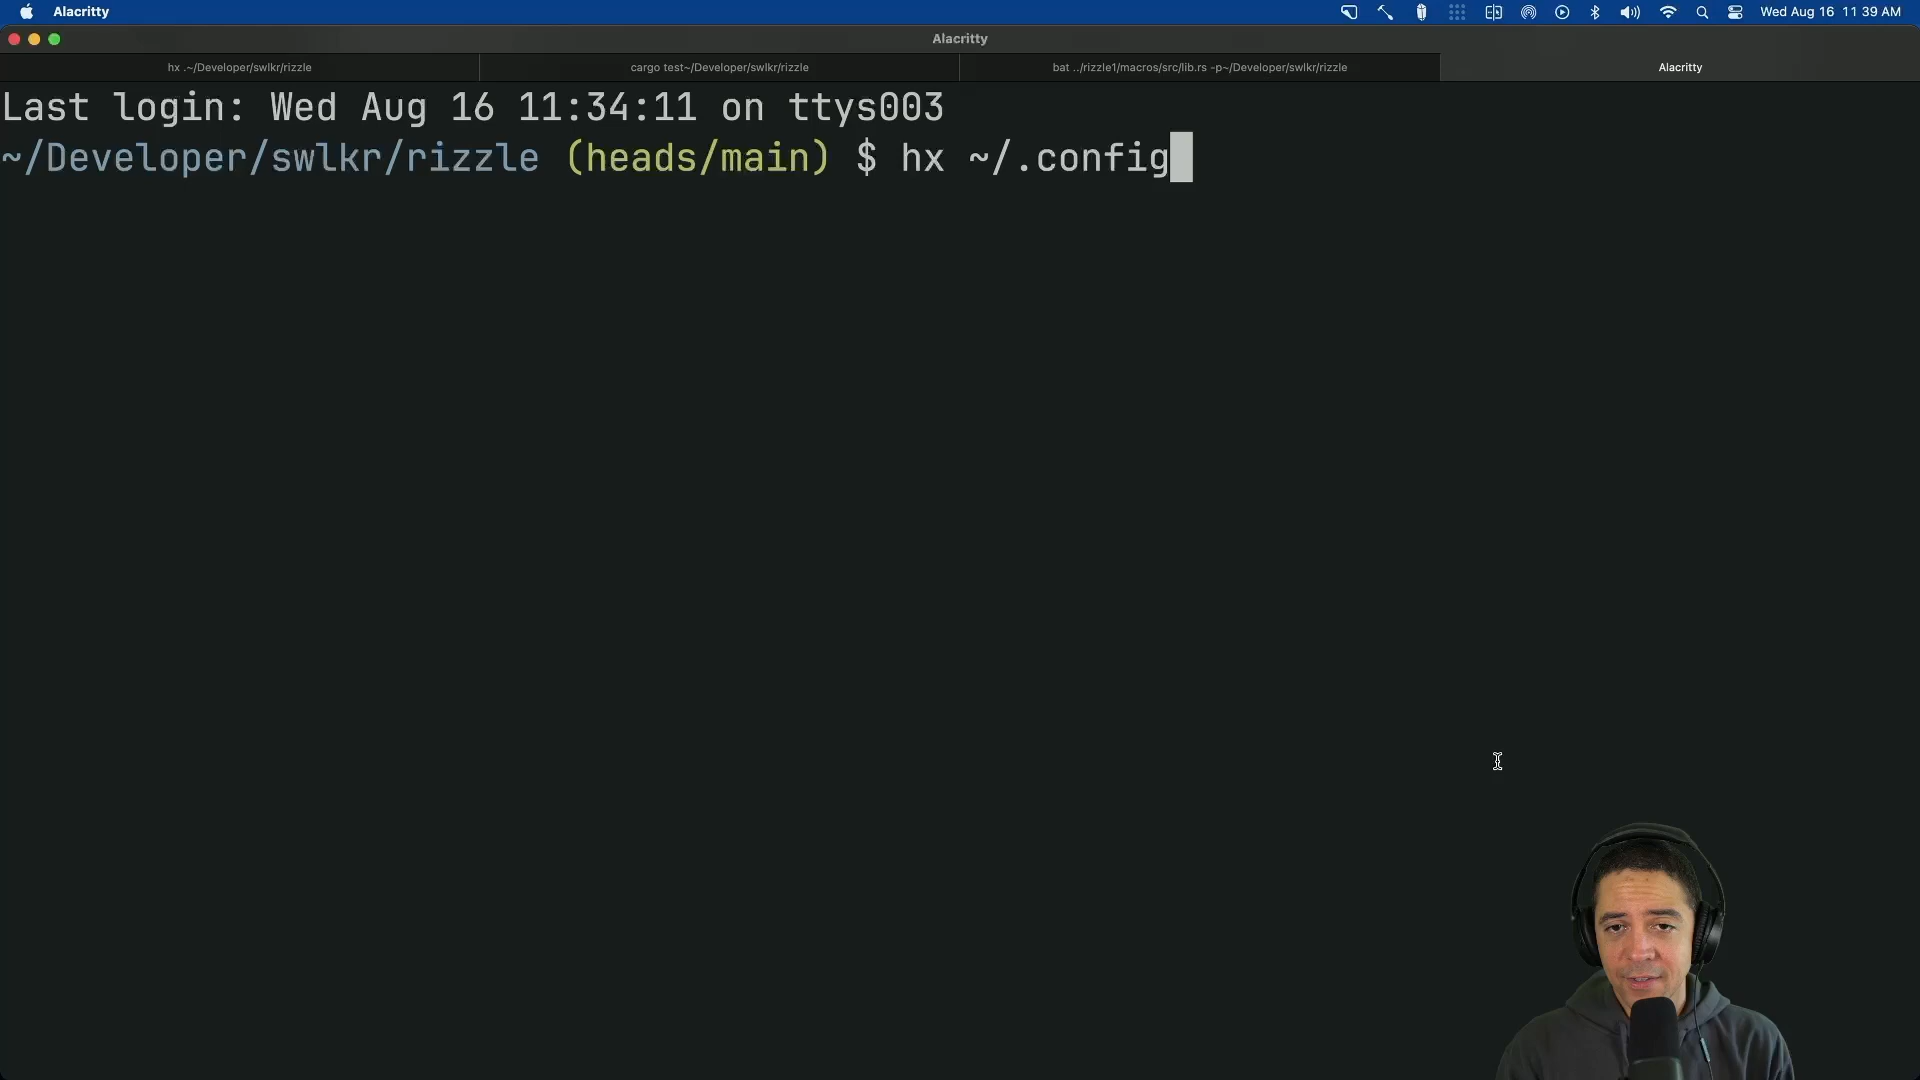 Alacritty
Wed Aug 16 11 39 AM
Alacritty
hx .~/Developer/swlkr/rizzle
cargo test~/Developer/swlkr/rizzle
bat ../rizzle1/macros/src/lib.rs -p~/Developer/swlkr/rizzle
Alacritty
Last login: Wed Aug 16 11:34:11 on ttys003
~/Developer/swlkr/rizzle (heads/main) $ hx ~/.config